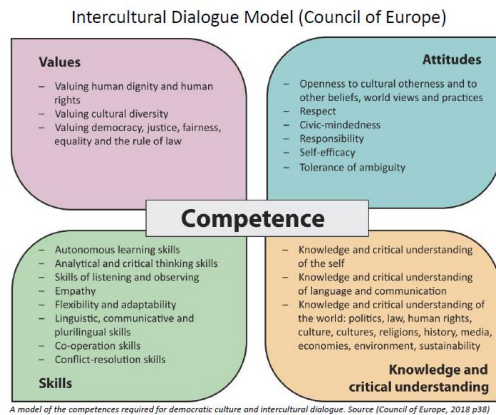 Intercultural Dialogue Model (Council of Europe)
Values
– Valuing human dignity and human
rights
– Valuing cultural diversity
– Valuing democracy, justice, fairness,
equality and the rule of law
Attitudes
– Openness to cultural otherness and to
other beliefs, world views and practices
– Respect
– Civic-mindedness
– Responsibility
– Self-efficacy
– Tolerance of ambiguity
Competence
– Autonomous learning skills
– Analytical and critical thinking skills
– Skills of listening and observing
– Empathy
– Flexibility and adaptability
– Linguistic, communicative and
plurilingual skills
– Co-operation skills
– Conflict-resolution skills
Skills
– Knowledge and critical understanding
of the self
– Knowledge and critical understanding
of language and communication
– Knowledge and critical understanding of
the world: politics, law, human rights,
culture, cultures, religions, history, media,
economies, environment, sustainability
Knowledge and
critical understanding
A model of the competences required for democratic culture and intercultural dialogue. Source (Council of Europe, 2018 p38)